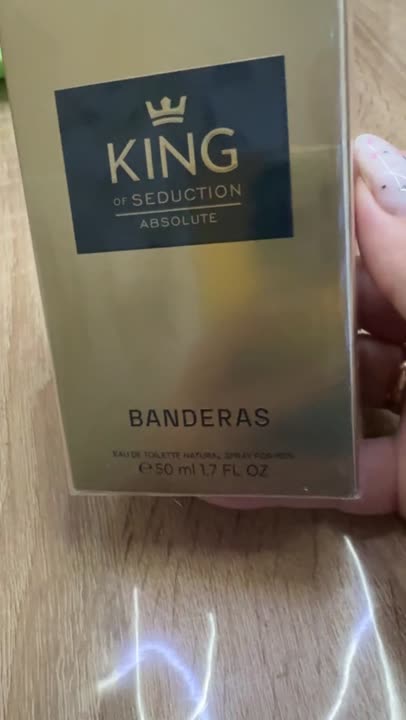 KING
OF SEDUCTION
ABSOLUTE
BANDERAS
EAU DE TOILETTE NATURAL SPRAY FOR MEN
℮ 50 ml 1.7 FL OZ